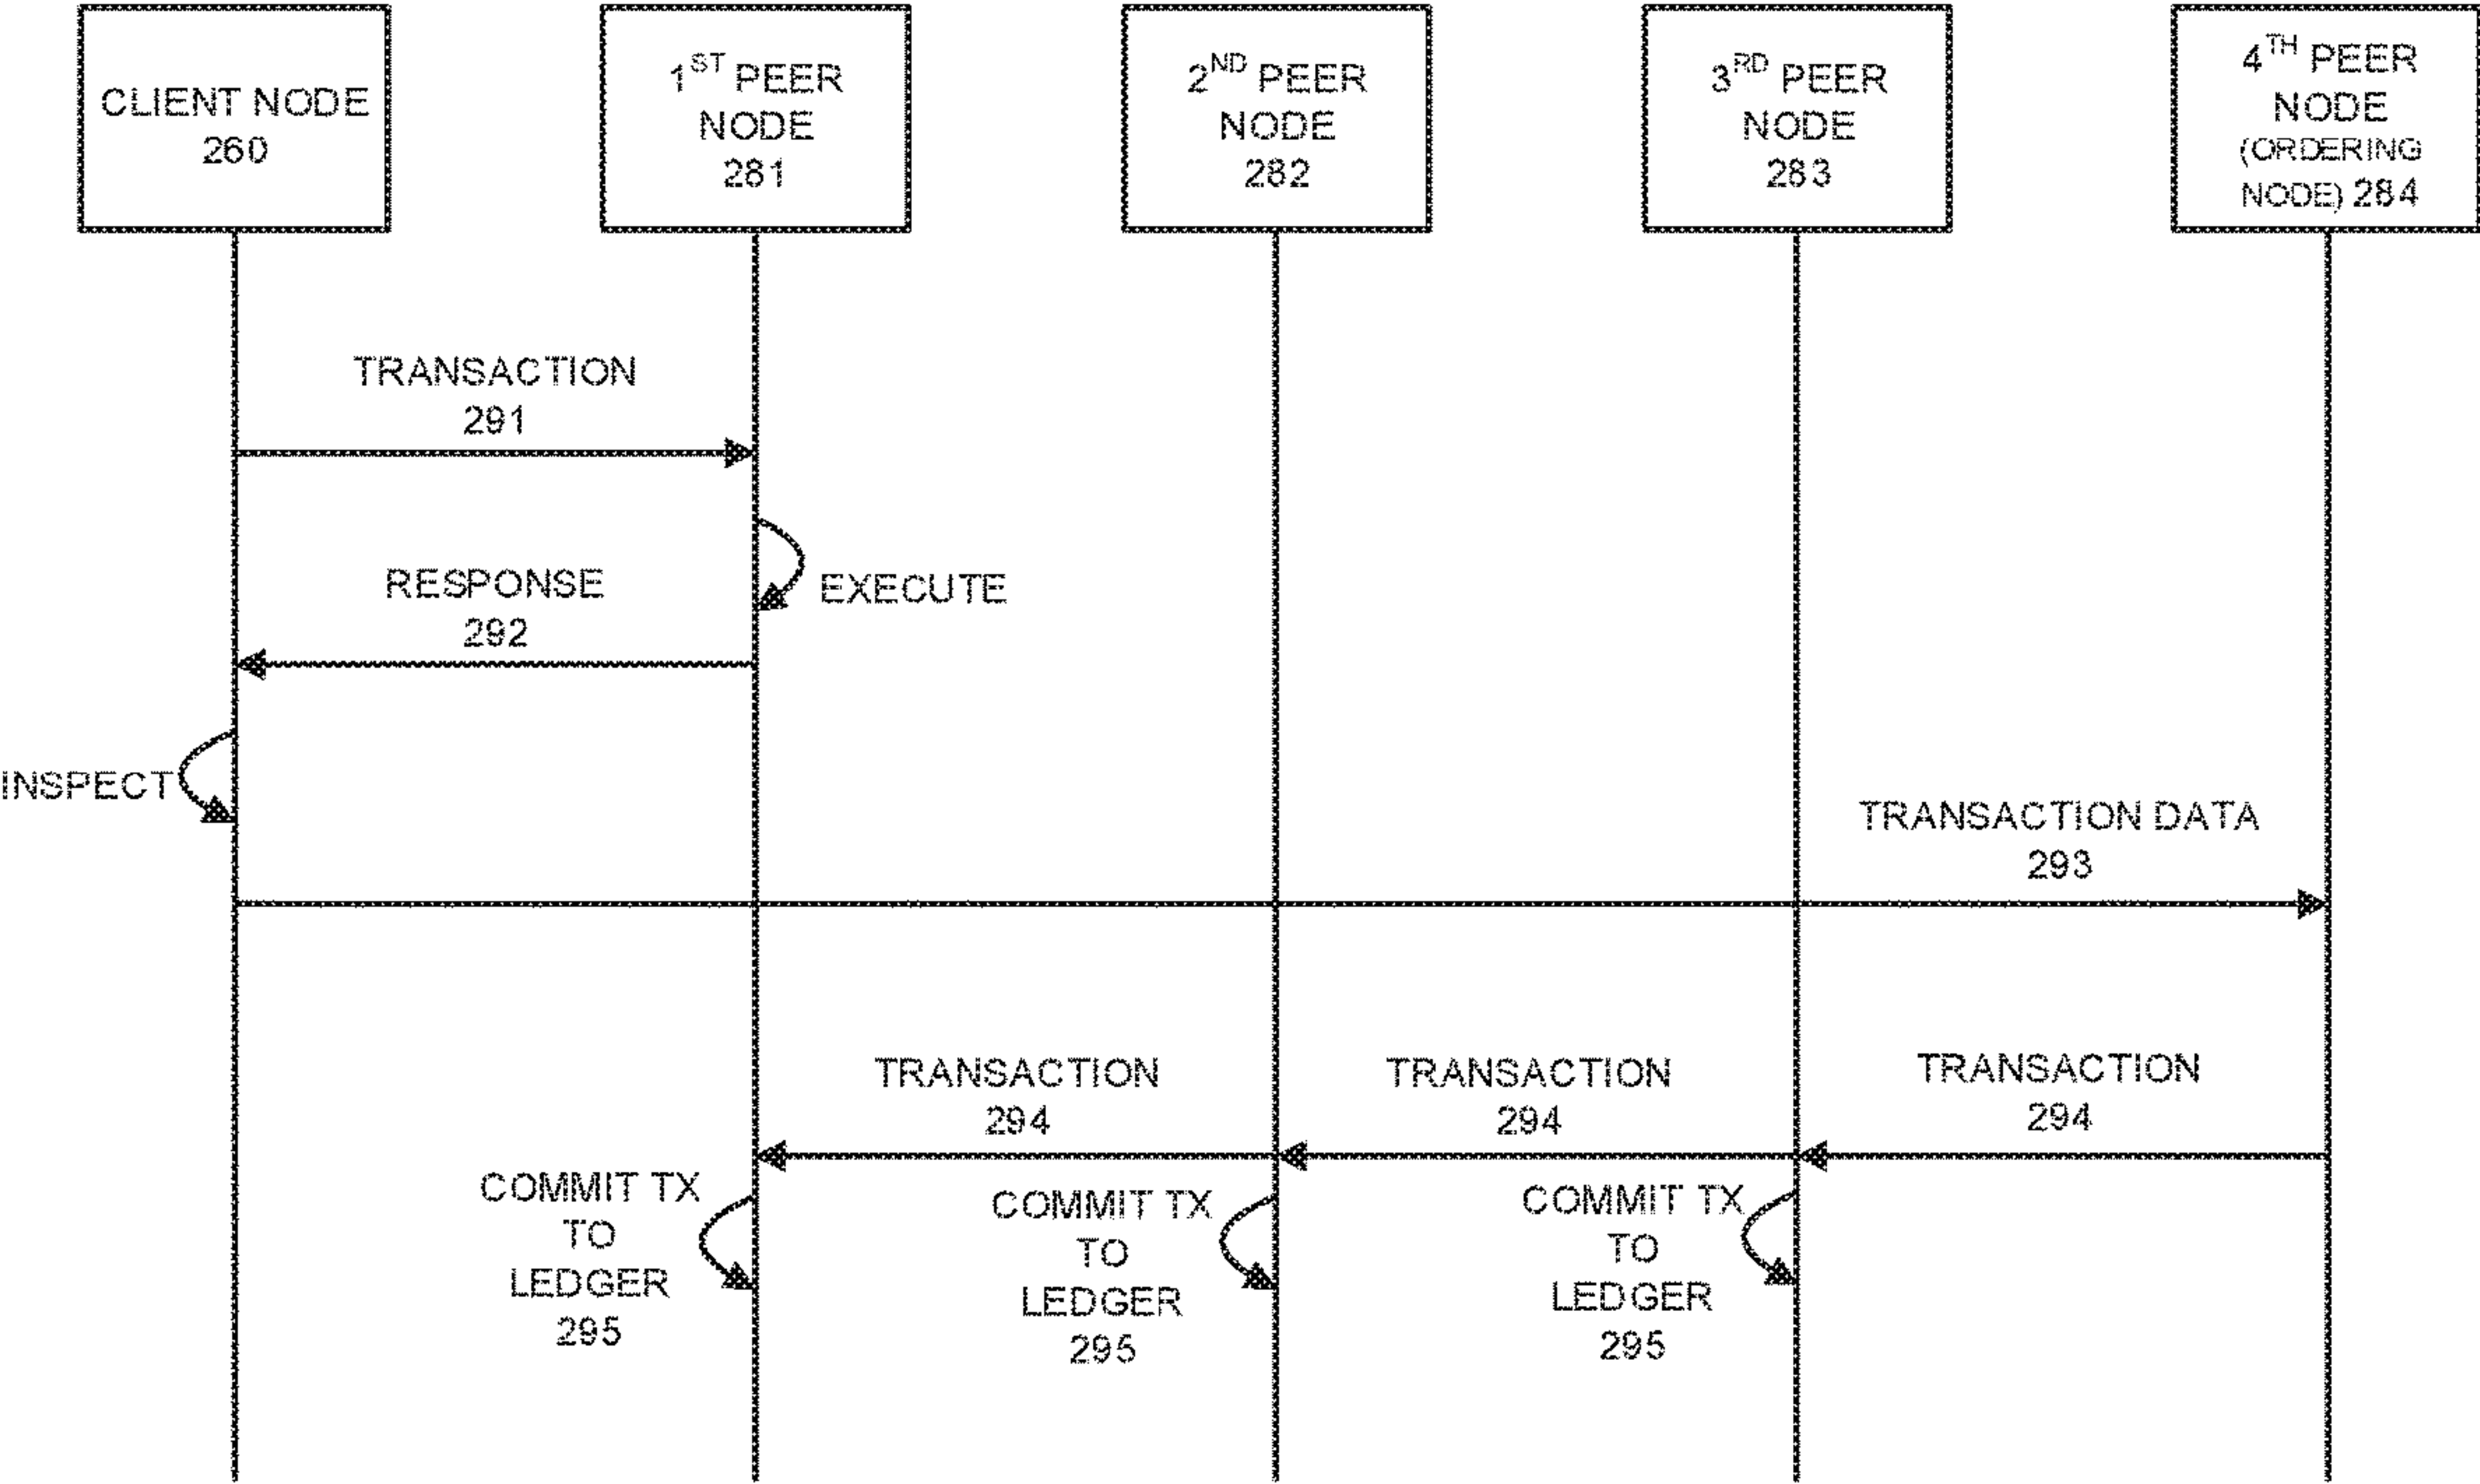 CLIENT NODE
260
1ST PEER
NODE
281
2ND PEER
NODE
282
3RD PEER
NODE
283
4TH PEER
NODE
(ORDERING
NODE) 284
TRANSACTION
291
EXECUTE
RESPONSE
292
INSPECT
TRANSACTION DATA
293
TRANSACTION
294
TRANSACTION
294
TRANSACTION
294
COMMIT TX
TO
LEDGER
295
COMMIT TX
TO
LEDGER
295
COMMIT TX
TO
LEDGER
295